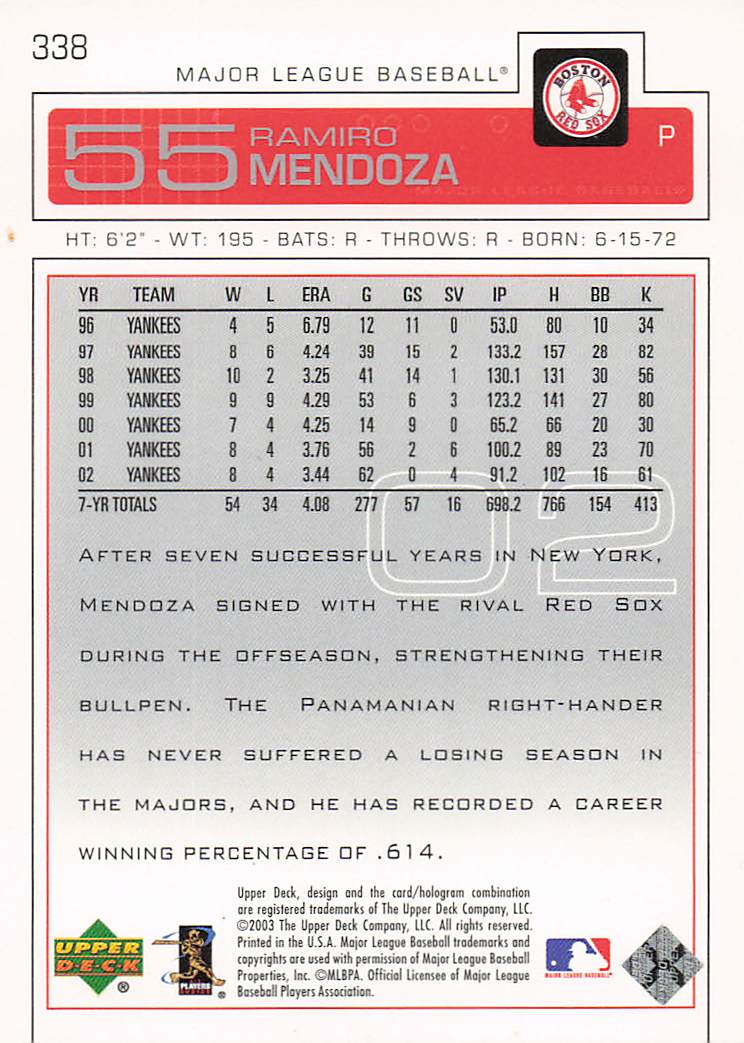 338
MAJOR LEAGUE BASEBALL®
BOSTON
RED SOX
55 RAMIRO
MENDOZA
P
MAJOR LEAGUE BASEBALL®
HT: 6'2" - WT: 195 - BATS: R - THROWS: R - BORN: 6-15-72
YR TEAM W L ERA G GS SV IP H BB K
96 YANKEES 4 5 6.79 12 11 0 53.0 80 10 34
97 YANKEES 8 6 4.24 39 15 2 133.2 157 28 82
98 YANKEES 10 2 3.25 41 14 1 130.1 131 30 56
99 YANKEES 9 9 4.29 53 6 3 123.2 141 27 80
00 YANKEES 7 4 4.25 14 9 0 65.2 66 20 30
01 YANKEES 8 4 3.76 56 2 6 100.2 89 23 70
02 YANKEES 8 4 3.44 62 0 4 91.2 102 16 61
7-YR TOTALS 54 34 4.08 277 57 16 698.2 766 154 413
02
AFTER SEVEN SUCCESSFUL YEARS IN NEW YORK,
MENDOZA SIGNED WITH THE RIVAL RED SOX
DURING THE OFFSEASON, STRENGTHENING THEIR
BULLPEN. THE PANAMANIAN RIGHT-HANDER
HAS NEVER SUFFERED A LOSING SEASON IN
THE MAJORS, AND HE HAS RECORDED A CAREER
WINNING PERCENTAGE OF .614.
Upper Deck, design and the card/hologram combination
are registered trademarks of The Upper Deck Company, LLC.
©2003 The Upper Deck Company, LLC. All rights reserved.
Printed in the U.S.A. Major League Baseball trademarks and
copyrights are used with permission of Major League Baseball
Properties, Inc. ©MLBPA. Official Licensee of Major League
Baseball Players Association.
UPPER
D·E·C·K
®
PLAYERS
CHOICE
®
MAJOR LEAGUE BASEBALL®